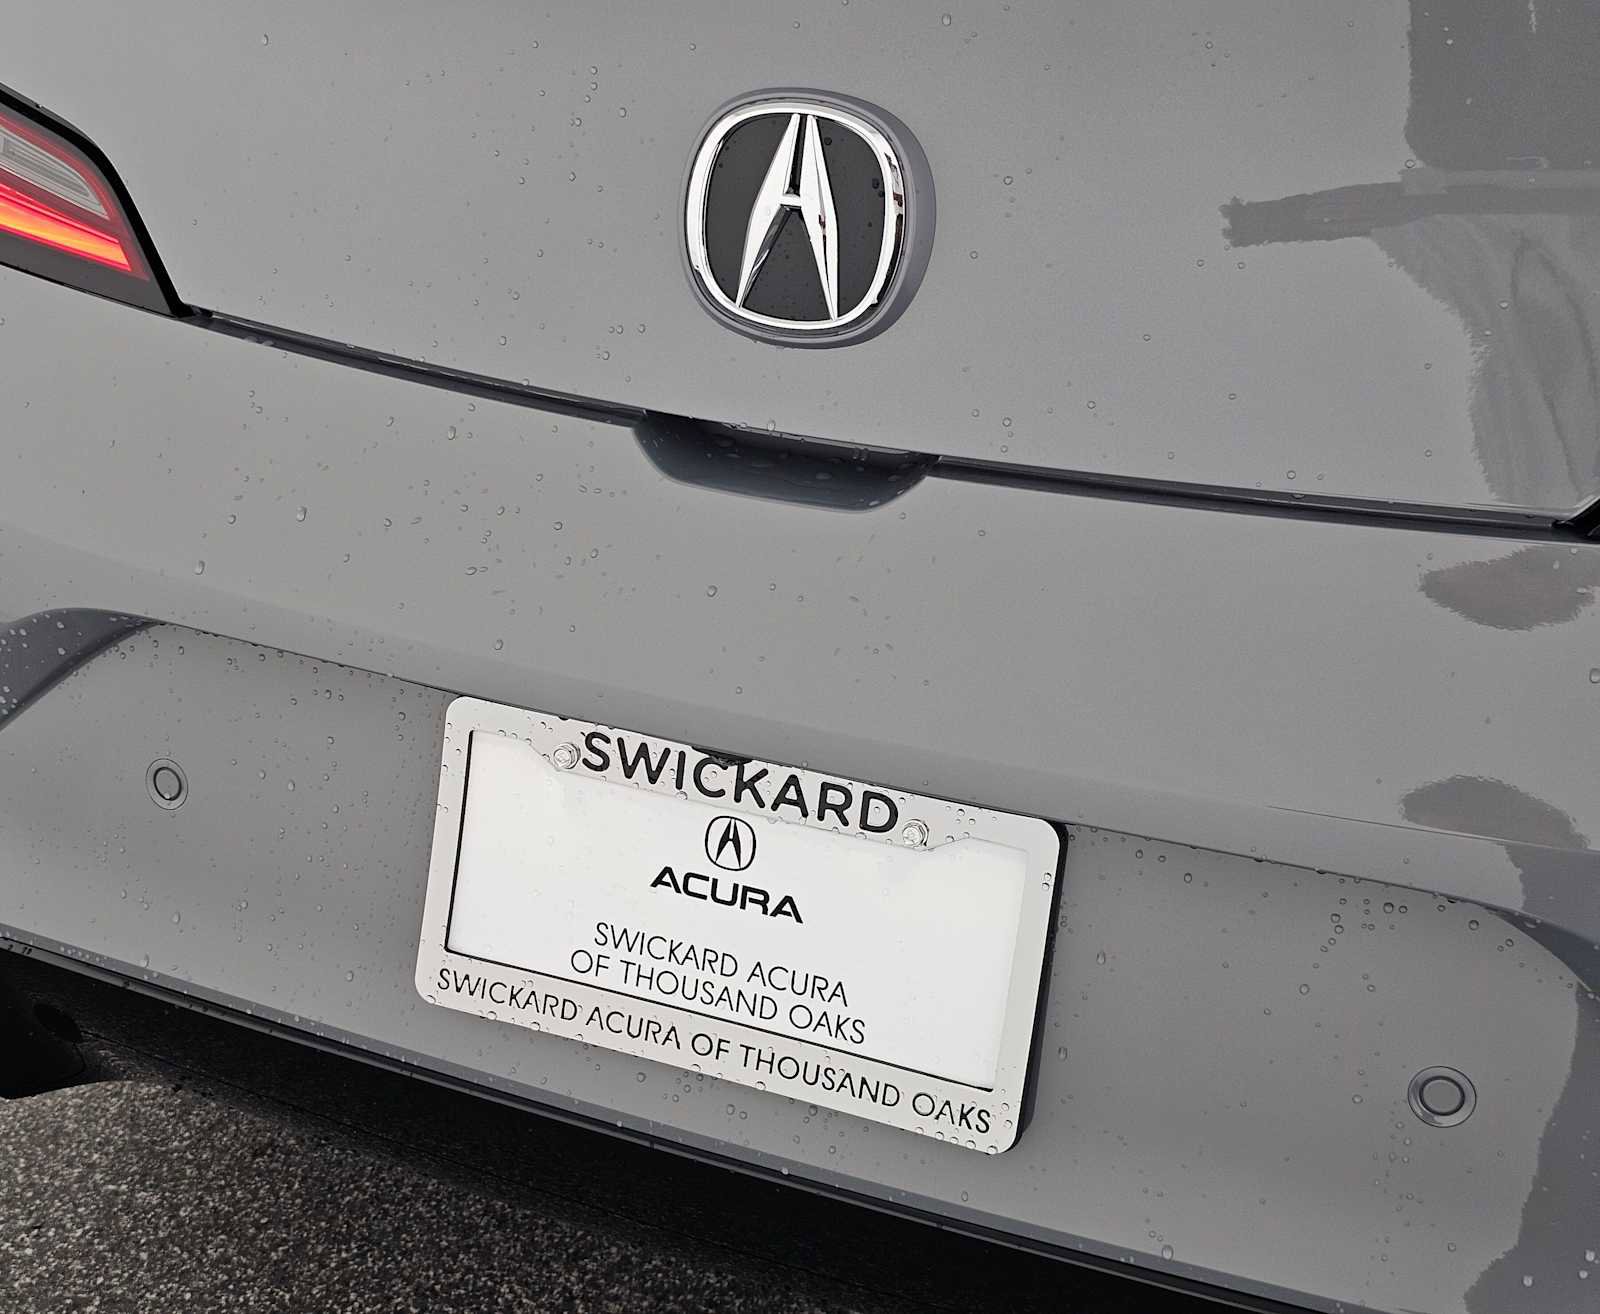 SWICKARD
ACURA
SWICKARD ACURA
OF THOUSAND OAKS
SWICKARD ACURA OF THOUSAND OAKS